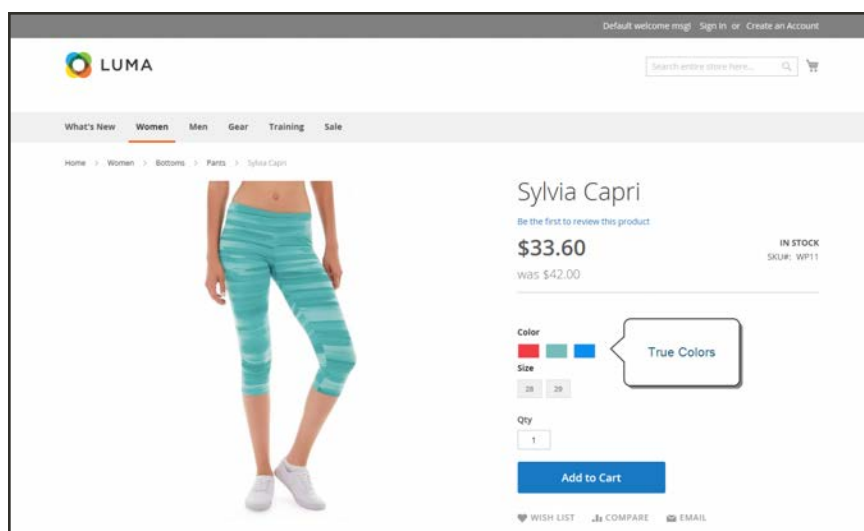 Default welcome msg! Sign In or Create an Account
LUMA
Search entire store here...
What's New Women Men Gear Training Sale
Home > Women > Bottoms > Pants > Sylvia Capri
Sylvia Capri
Be the first to review this product
$33.60
IN STOCK
was $42.00
SKU#: WP11
Color
True Colors
Size
28 29
Qty
1
Add to Cart
WISH LIST COMPARE EMAIL